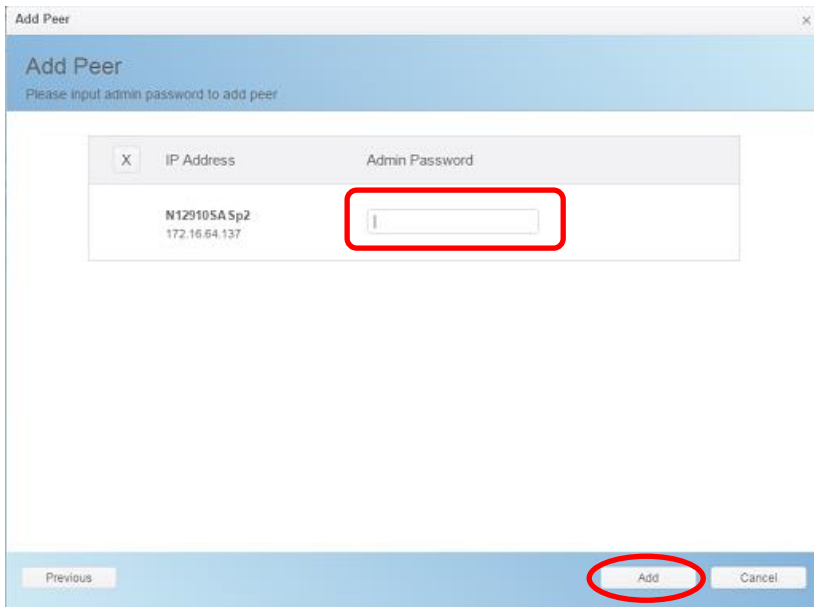 Add Peer ×
Add Peer
Please input admin password to add peer
X IP Address Admin Password
N12910SA Sp2
172.16.64.137
Previous Add Cancel